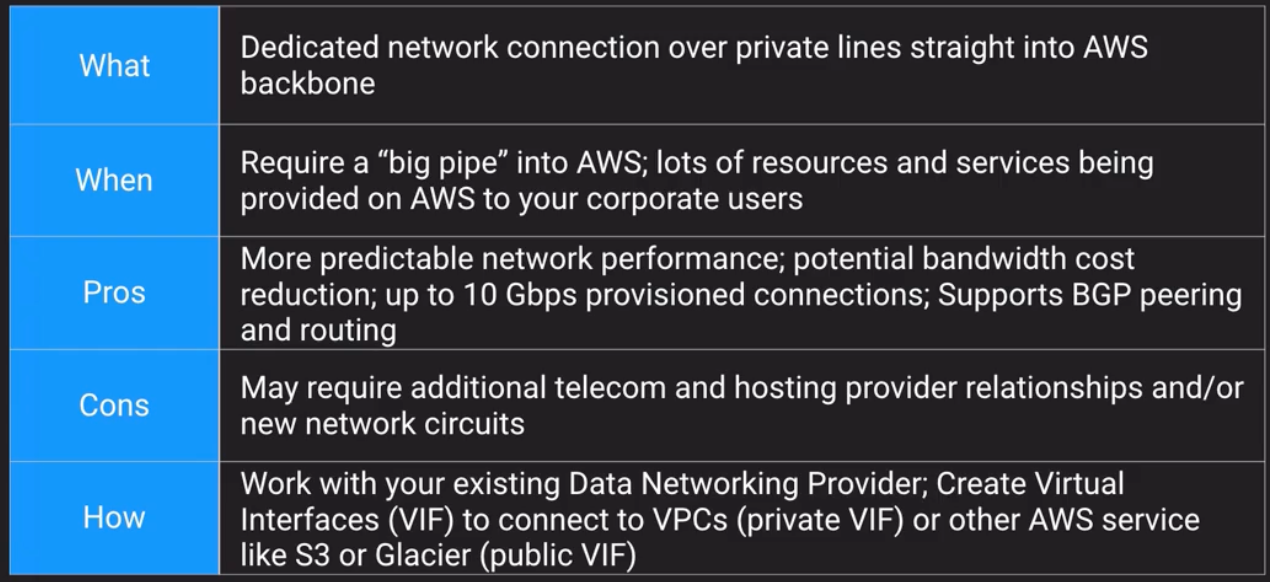 What
Dedicated network connection over private lines straight into AWS
backbone
When
Require a “big pipe” into AWS; lots of resources and services being
provided on AWS to your corporate users
Pros
More predictable network performance; potential bandwidth cost
reduction; up to 10 Gbps provisioned connections; Supports BGP peering
and routing
Cons
May require additional telecom and hosting provider relationships and/or
new network circuits
How
Work with your existing Data Networking Provider; Create Virtual
Interfaces (VIF) to connect to VPCs (private VIF) or other AWS service
like S3 or Glacier (public VIF)